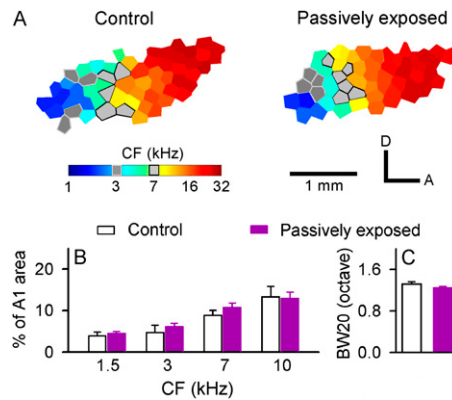 A
Control
Passively exposed
CF (kHz)
1 3 7 16 32
1 mm
D
A
Control
Passively exposed
B
% of A1 area
20
10
0
1.5 3 7 10
CF (kHz)
C
BW20 (octave)
1.6
0.8
0.0